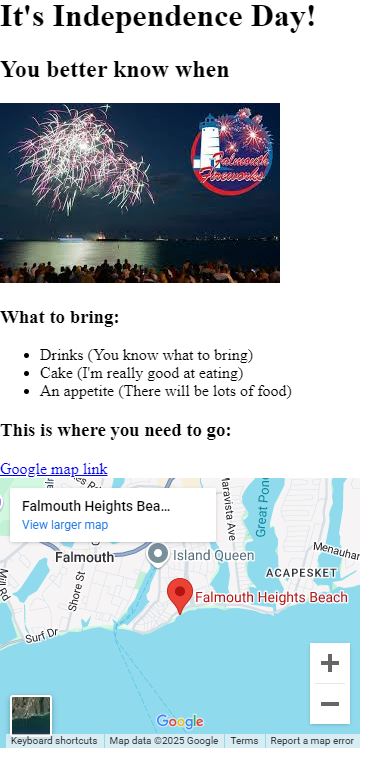 It's Independence Day!
You better know when
Falmouth
Fireworks
What to bring:
Drinks (You know what to bring)
Cake (I'm really good at eating)
An appetite (There will be lots of food)
This is where you need to go:
Google map link
Falmouth Heights Bea...
View larger map
Maravista Ave
Great Pond
Falmouth
Island Queen
Menauhan
ACAPESKET
Mill Rd
Shore St
Falmouth Heights Beach
Surf Dr
Google
Keyboard shortcuts
Map data ©2025 Google
Terms
Report a map error